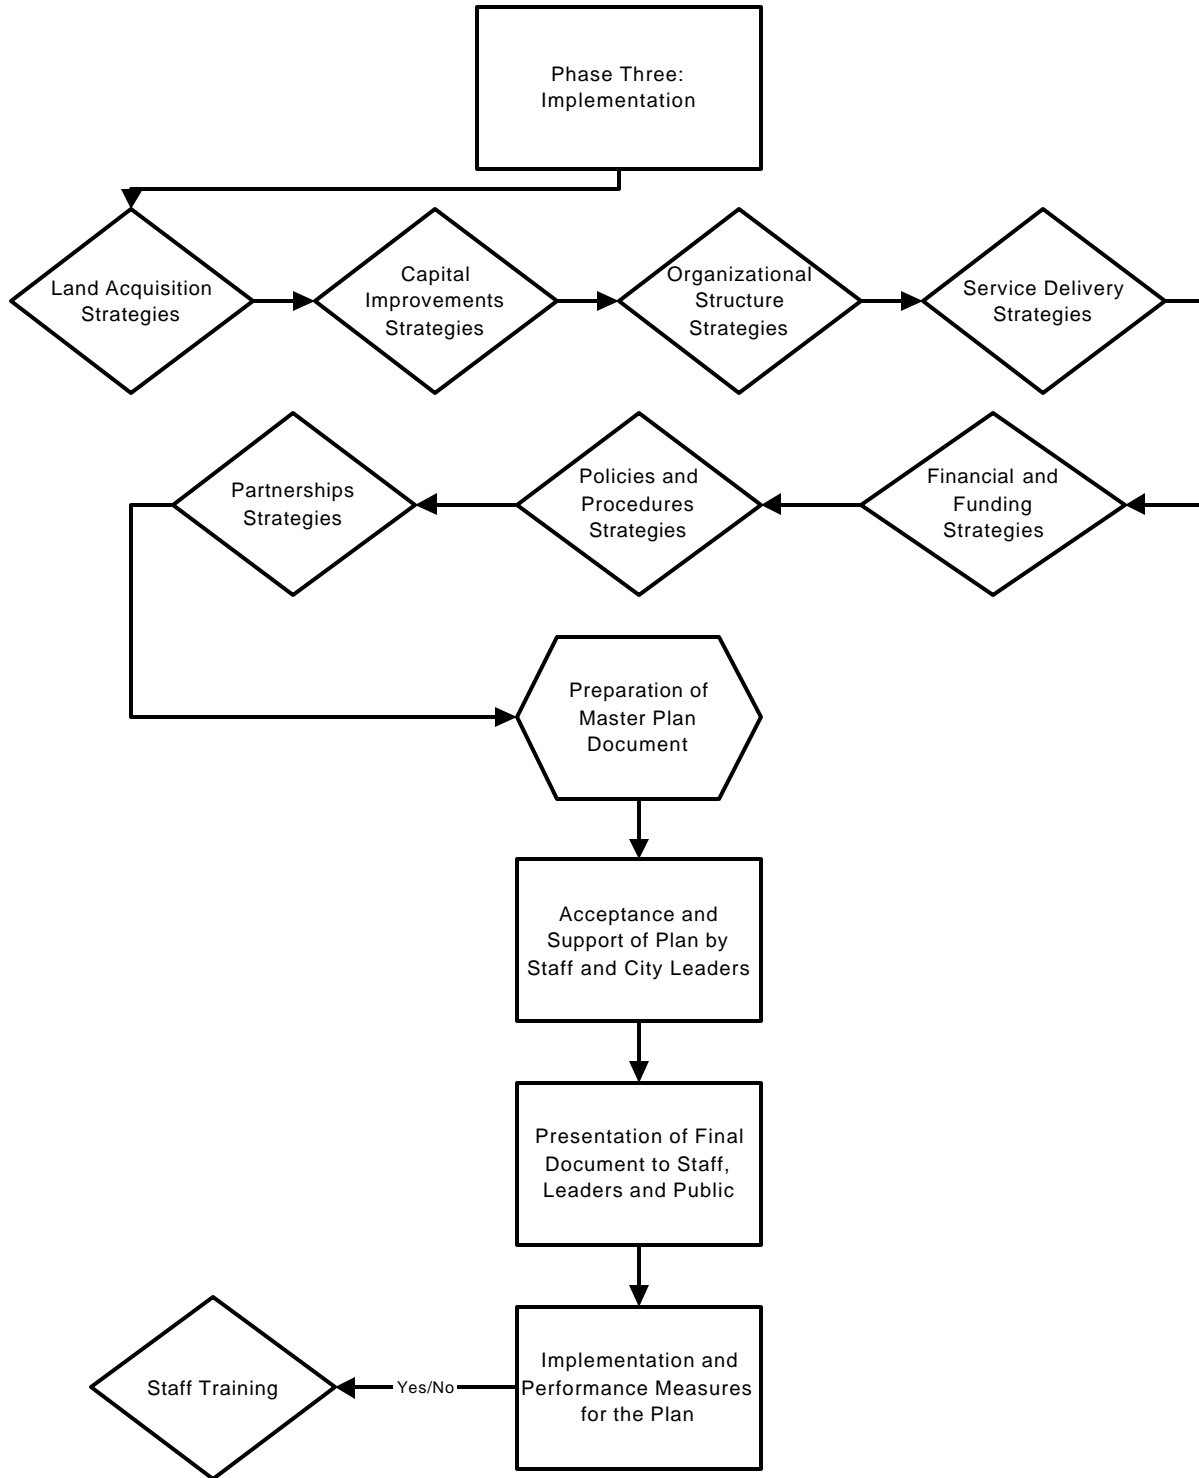 Phase Three:
Implementation
Land Acquisition
Strategies
Capital
Improvements
Strategies
Organizational
Structure
Strategies
Service Delivery
Strategies
Partnerships
Strategies
Policies and
Procedures
Strategies
Financial and
Funding
Strategies
Preparation of
Master Plan
Document
Acceptance and
Support of Plan by
Staff and City Leaders
Presentation of Final
Document to Staff,
Leaders and Public
Staff Training
Yes/No
Implementation and
Performance Measures
for the Plan